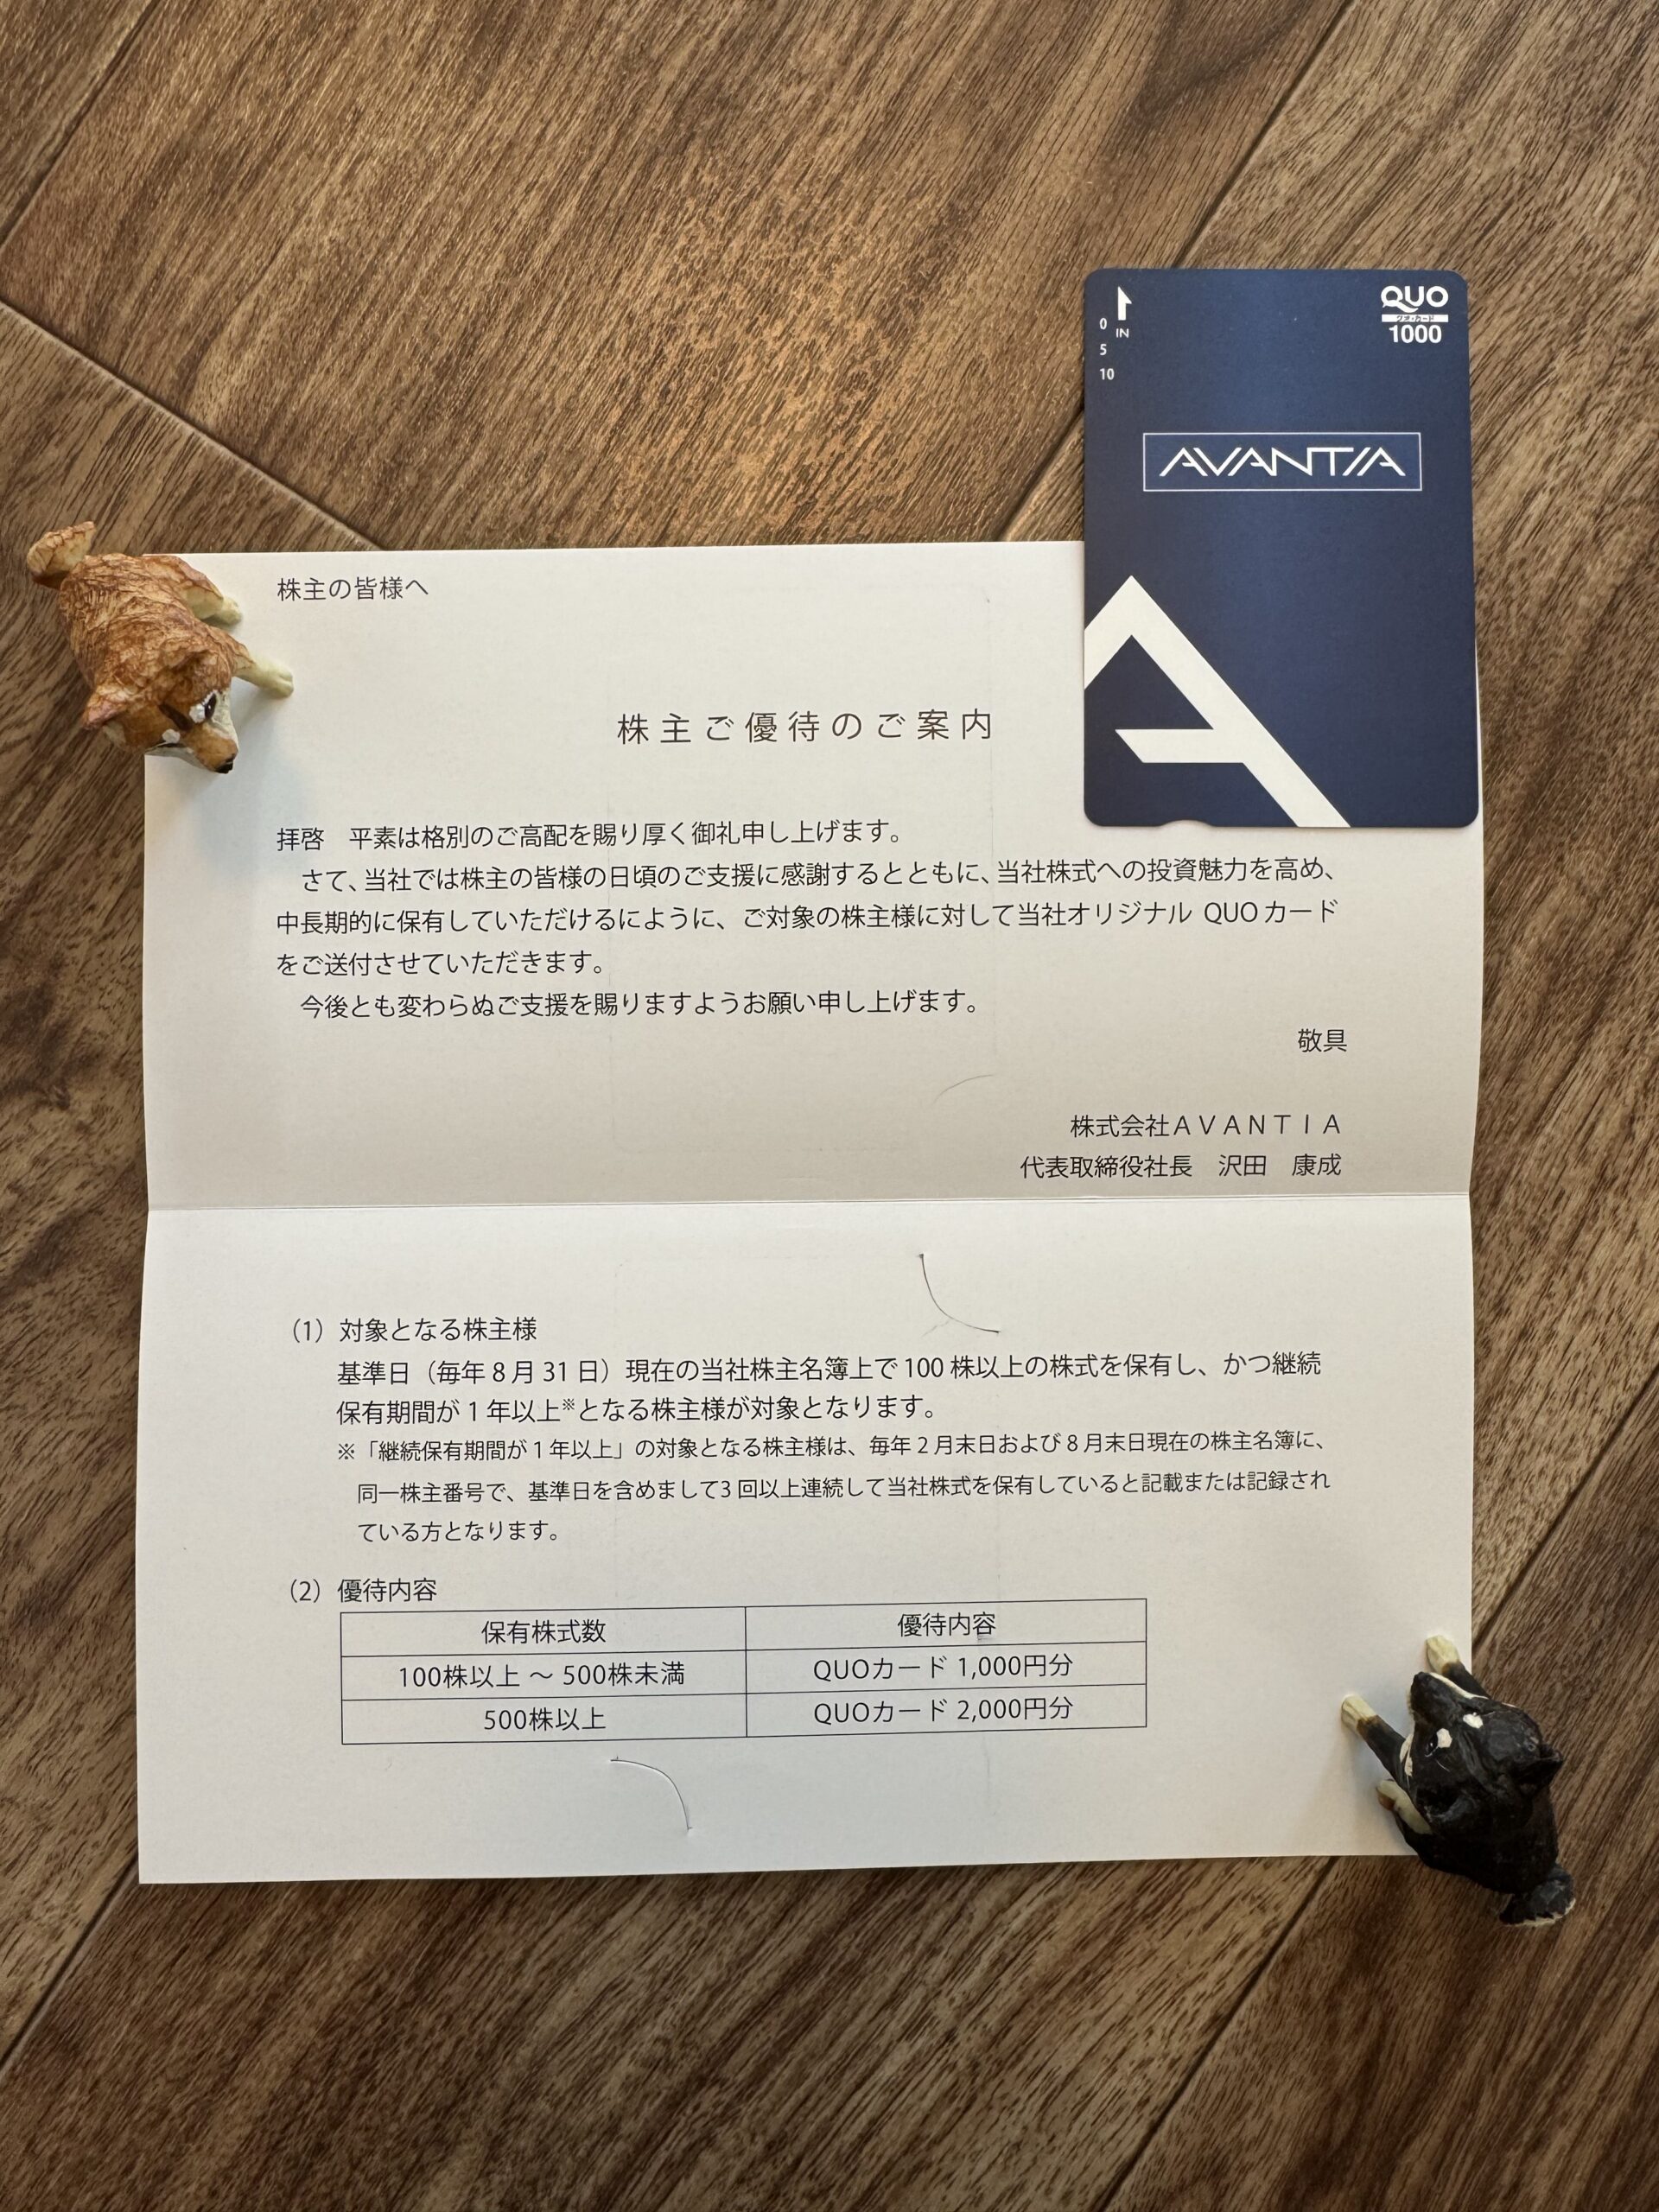 QUO
クオ・カード
1000
0
IN
5
10
AVANTIA
株主の皆様へ
株主ご優待のご案内
拝啓　平素は格別のご高配を賜り厚く御礼申し上げます。
さて、当社では株主の皆様の日頃のご支援に感謝するとともに、当社株式への投資魅力を高め、
中長期的に保有していただけるにように、ご対象の株主様に対して当社オリジナル QUOカード
をご送付させていただきます。
今後とも変わらぬご支援を賜りますようお願い申し上げます。
敬具
株式会社ＡＶＡＮＴＩＡ
代表取締役社長　沢田　康成
（1）対象となる株主様
基準日（毎年8月31日）現在の当社株主名簿上で100株以上の株式を保有し、かつ継続
保有期間が1年以上※となる株主様が対象となります。
※「継続保有期間が1年以上」の対象となる株主様は、毎年2月末日および8月末日現在の株主名簿に、
同一株主番号で、基準日を含めまして3回以上連続して当社株式を保有していると記載または記録され
ている方となります。
（2）優待内容
保有株式数 優待内容
100株以上 ～ 500株未満 QUOカード 1,000円分
500株以上 QUOカード 2,000円分